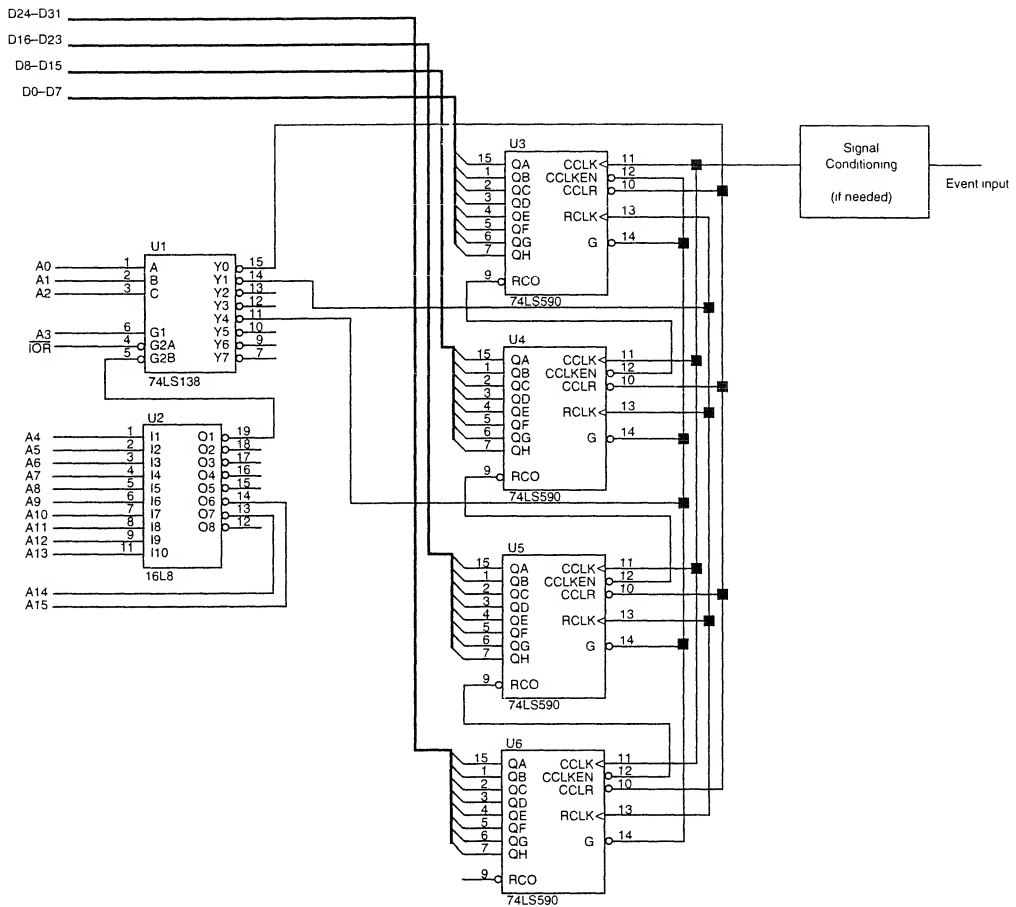 D24–D31
D16–D23
D8–D15
D0–D7
U3
15 QA CCLK 11
1 QB CCLKEN 12
2 QC CCLR 10
3 QD
4 QE RCLK 13
5 QF
6 QG G 14
7 QH
9 RCO
74LS590
Signal
Conditioning
(if needed)
Event input
U1
A0 1 A Y0 15
A1 2 B Y1 14
A2 3 C Y2 13
Y3 12
Y4 11
A3 6 G1 Y5 10
IOR 4 G2A Y6 9
5 G2B Y7 7
74LS138
U4
15 QA CCLK 11
1 QB CCLKEN 12
2 QC CCLR 10
3 QD
4 QE RCLK 13
5 QF
6 QG G 14
7 QH
9 RCO
74LS590
U2
A4 1 I1 O1 19
A5 2 I2 O2 18
A6 3 I3 O3 17
A7 4 I4 O4 16
A8 5 I5 O5 15
A9 6 I6 O6 14
A10 7 I7 O7 13
A11 8 I8 O8 12
A12 9 I9
A13 11 I10
16L8
A14
A15
U5
15 QA CCLK 11
1 QB CCLKEN 12
2 QC CCLR 10
3 QD
4 QE RCLK 13
5 QF
6 QG G 14
7 QH
9 RCO
74LS590
U6
15 QA CCLK 11
1 QB CCLKEN 12
2 QC CCLR 10
3 QD
4 QE RCLK 13
5 QF
6 QG G 14
7 QH
9 RCO
74LS590